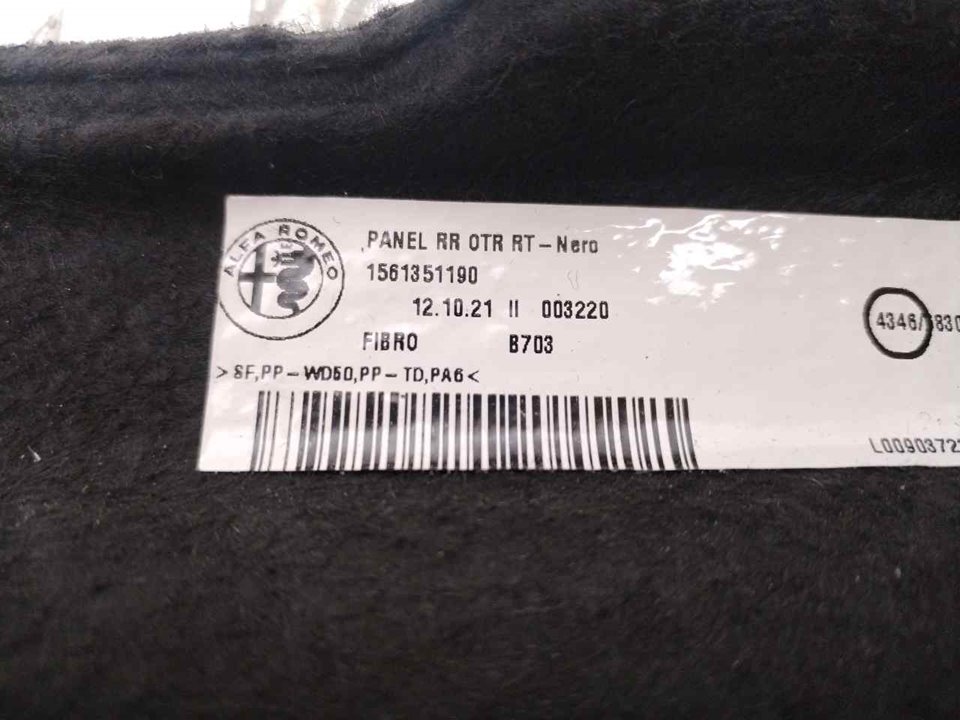 ALFA ROMEO
PANEL RR OTR RT-Nero
1561351190
12.10.21 II 003220
4346/
FIBRO B703
>SF,PP-WD50,PP-TD,PA6<
L0090372